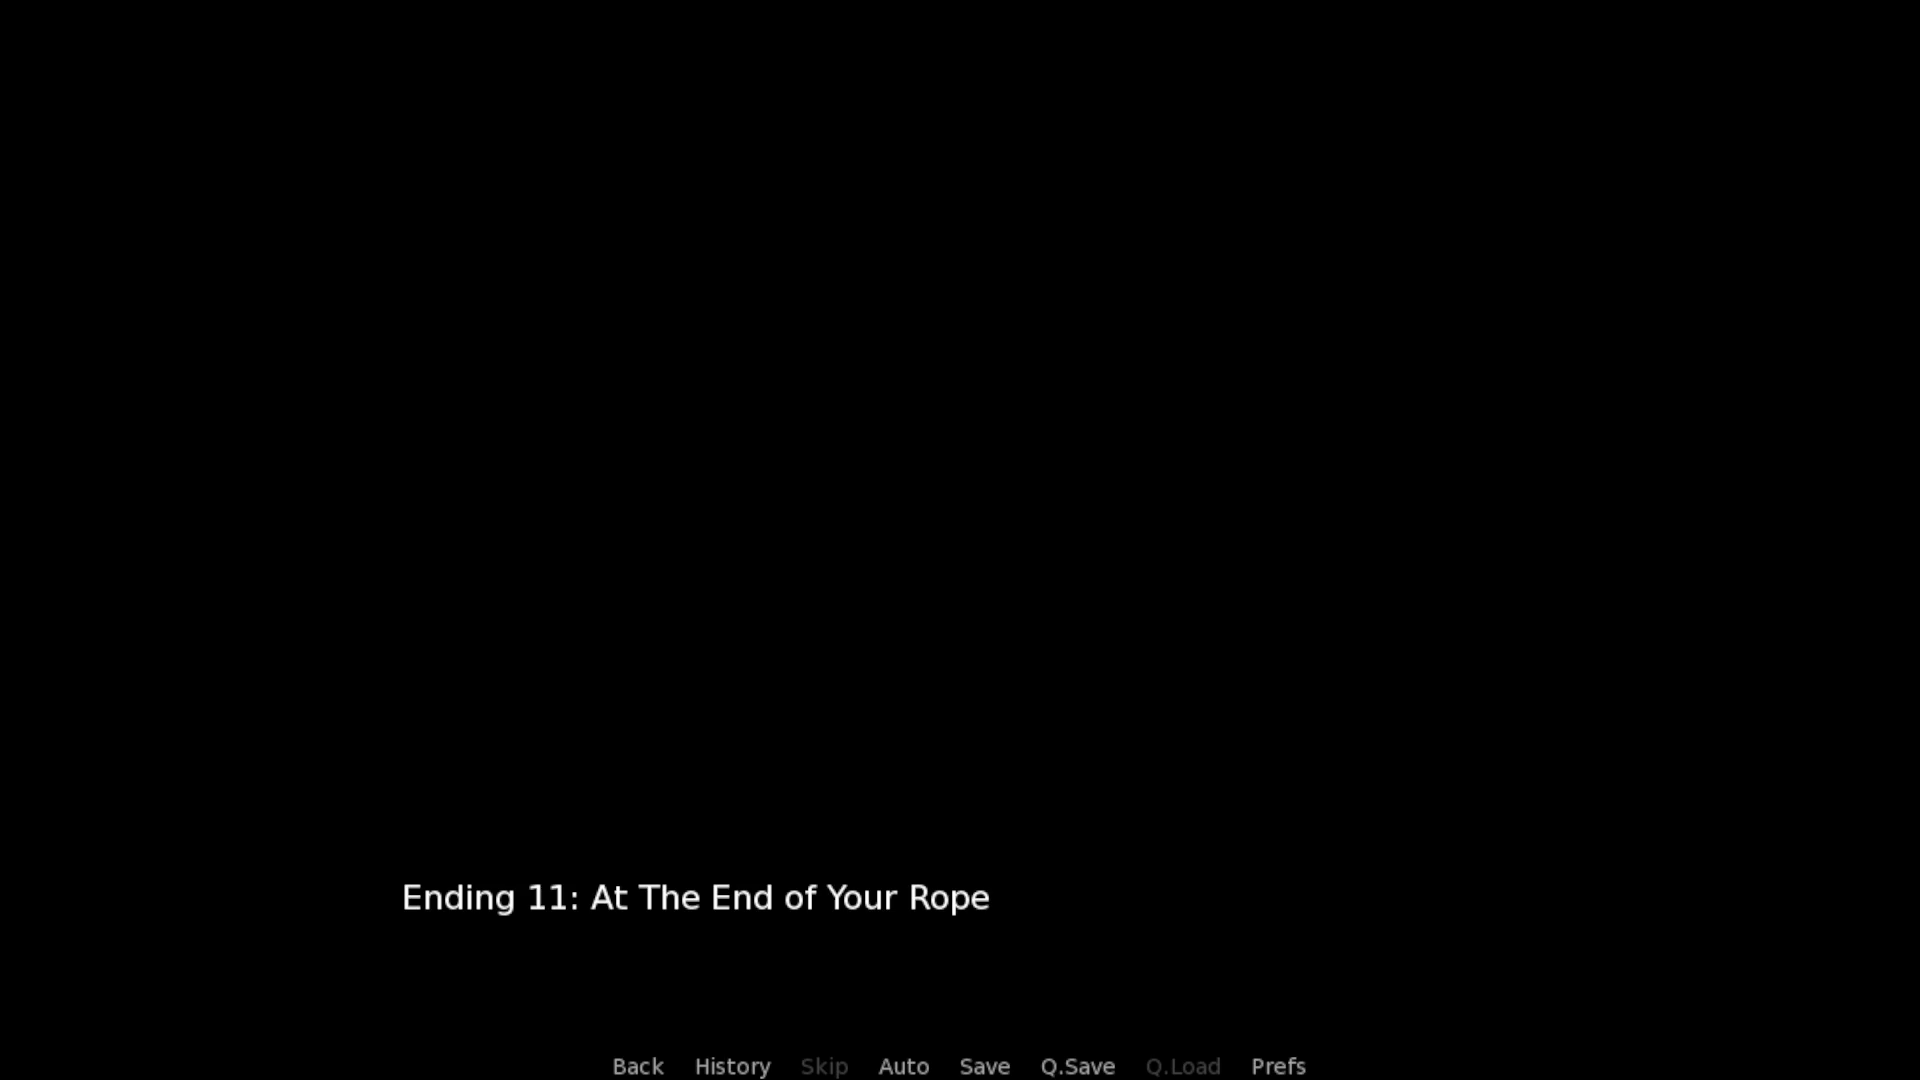 Ending 11: At The End of Your Rope
Back History Skip Auto Save Q.Save Q.Load Prefs